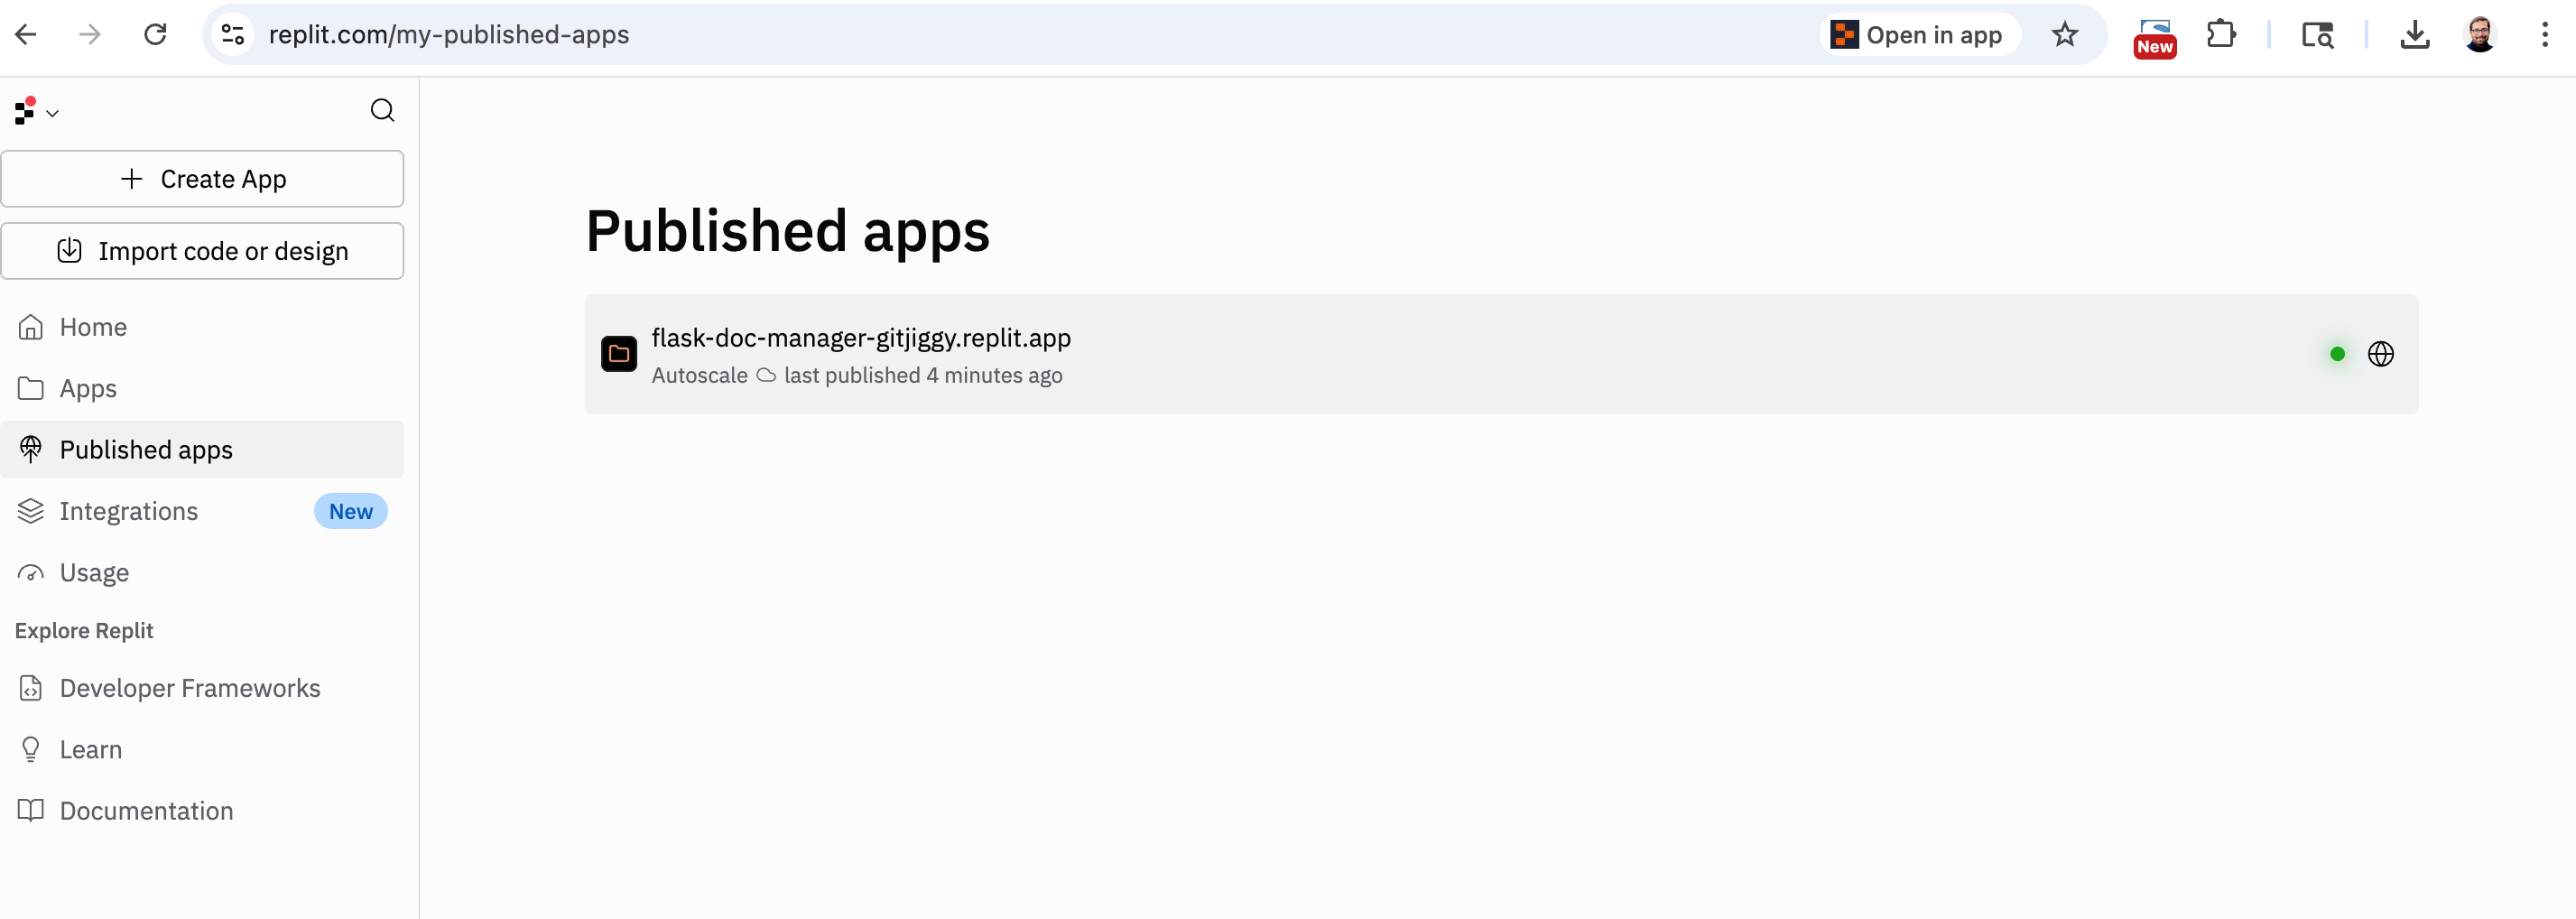 replit.com/my-published-apps
Open in app
New
Create App
Import code or design
Home
Apps
Published apps
Integrations New
Usage
Explore Replit
Developer Frameworks
Learn
Documentation
Published apps
flask-doc-manager-gitjiggy.replit.app
Autoscale last published 4 minutes ago